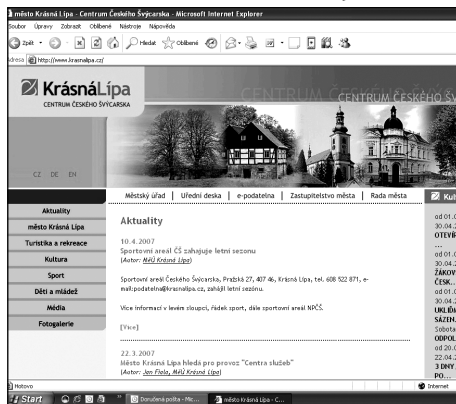 město Krásná Lípa - Centrum Českého Švýcarska - Microsoft Internet Explorer
Soubor Úpravy Zobrazit Oblíbené Nástroje Nápověda
Zpět Hledat Oblíbené
Adresa http://www.krasnalipa.cz/
KrásnáLípa
CENTRUM ČESKÉHO ŠVÝCARSKA
CENTRUM ČESKÉHO
CENTRUM ČESKÉHO ŠV
CZ DE EN
Městský úřad | Úřední deska | e-podatelna | Zastupitelstvo města | Rada města
Kul
Aktuality
město Krásná Lípa
Turistika a rekreace
Kultura
Sport
Děti a mládež
Média
Fotogalerie
Aktuality
10.4.2007
Sportovní areál ČŠ zahajuje letní sezonu
(Autor: MěÚ Krásná Lípa)
Sportovní areál Českého Švýcarska, Pražská 27, 407 46, Krásná Lípa, tel. 608 522 871, e-
mail:podatelna@krasnalipa.cz, zahájil letní sezónu.
Více informací v levém sloupci, řádek sport, dále sportovní areál NPČŠ.
[Více]
22.3.2007
Město Krásná Lípa hledá pro provoz "Centra služeb"
(Autor: Jan Fiala, MěÚ Krásná Lípa)
od 01.0
30.04.2
OTEVÍR
...
od 01.0
30.04.2
ŽÁKOV
ČESK...
od 01.0
30.04.2
UKLIĎM
SÁZEN.
Sobota
ODPOL
od 20.0
22.04.2
3 DNY
PO...
Hotovo
Internet
Start
Doručená pošta - Mic...
město Krásná Lípa - C...